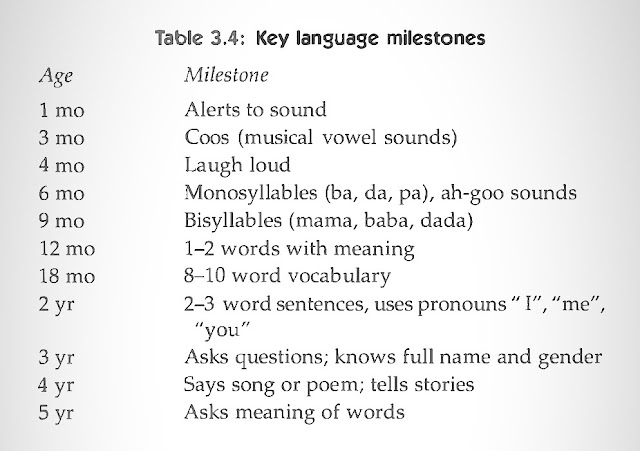 Table 3.4: Key language milestones
Age Milestone
1 mo Alerts to sound
3 mo Coos (musical vowel sounds)
4 mo Laugh loud
6 mo Monosyllables (ba, da, pa), ah-goo sounds
9 mo Bisyllables (mama, baba, dada)
12 mo 1–2 words with meaning
18 mo 8–10 word vocabulary
2 yr 2–3 word sentences, uses pronouns "I", "me",
"you"
3 yr Asks questions; knows full name and gender
4 yr Says song or poem; tells stories
5 yr Asks meaning of words